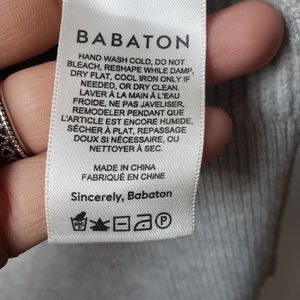 BABATON
HAND WASH COLD, DO NOT
BLEACH, RESHAPE WHILE DAMP,
DRY FLAT, COOL IRON ONLY IF
NEEDED, OR DRY CLEAN.
LAVER À LA MAIN À L'EAU
FROIDE, NE PAS JAVELISER,
REMODELER PENDANT QUE
L'ARTICLE EST ENCORE HUMIDE,
SÉCHER À PLAT, REPASSAGE
DOUX SI NÉCESSAIRE, OU
NETTOYER À SEC.
MADE IN CHINA
FABRIQUÉ EN CHINE
Sincerely, Babaton
P